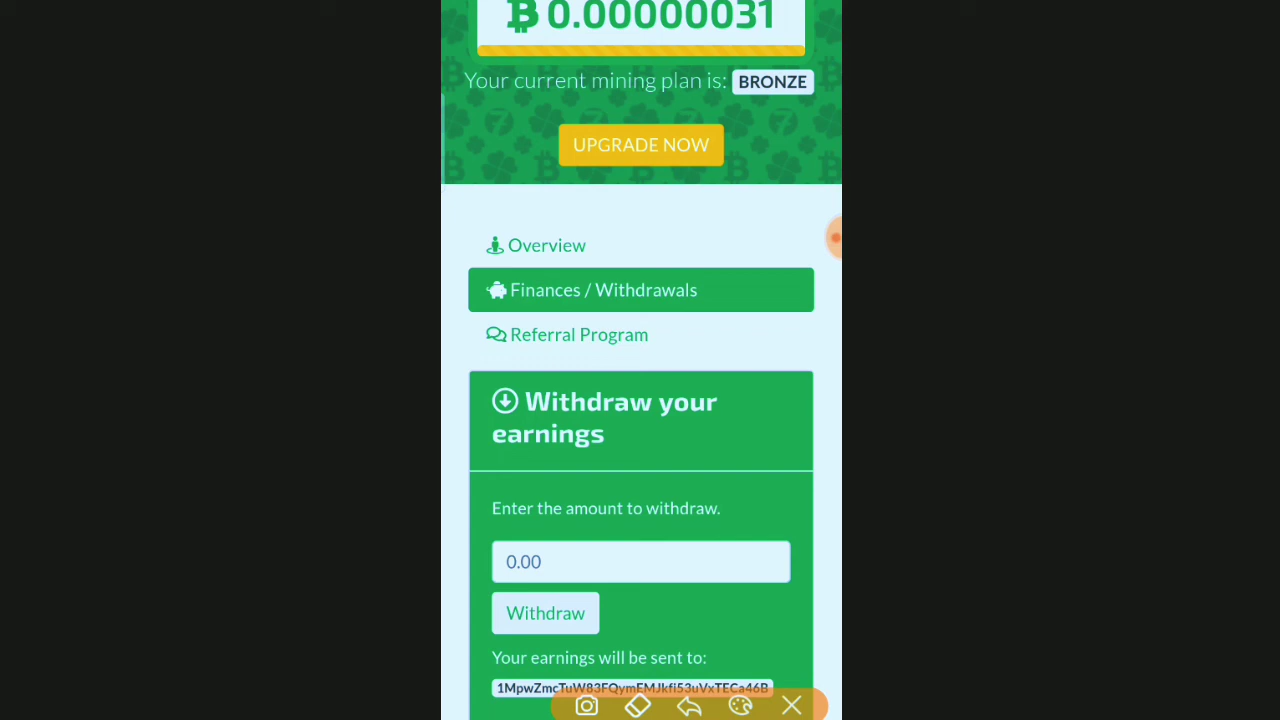 ₿ 0.00000031
Your current mining plan is: BRONZE
UPGRADE NOW
Overview
Finances / Withdrawals
Referral Program
Withdraw your
earnings
Enter the amount to withdraw.
0.00
Withdraw
Your earnings will be sent to:
1MpwZmcTuW83FQymEMJkfi53uVxTECa46B